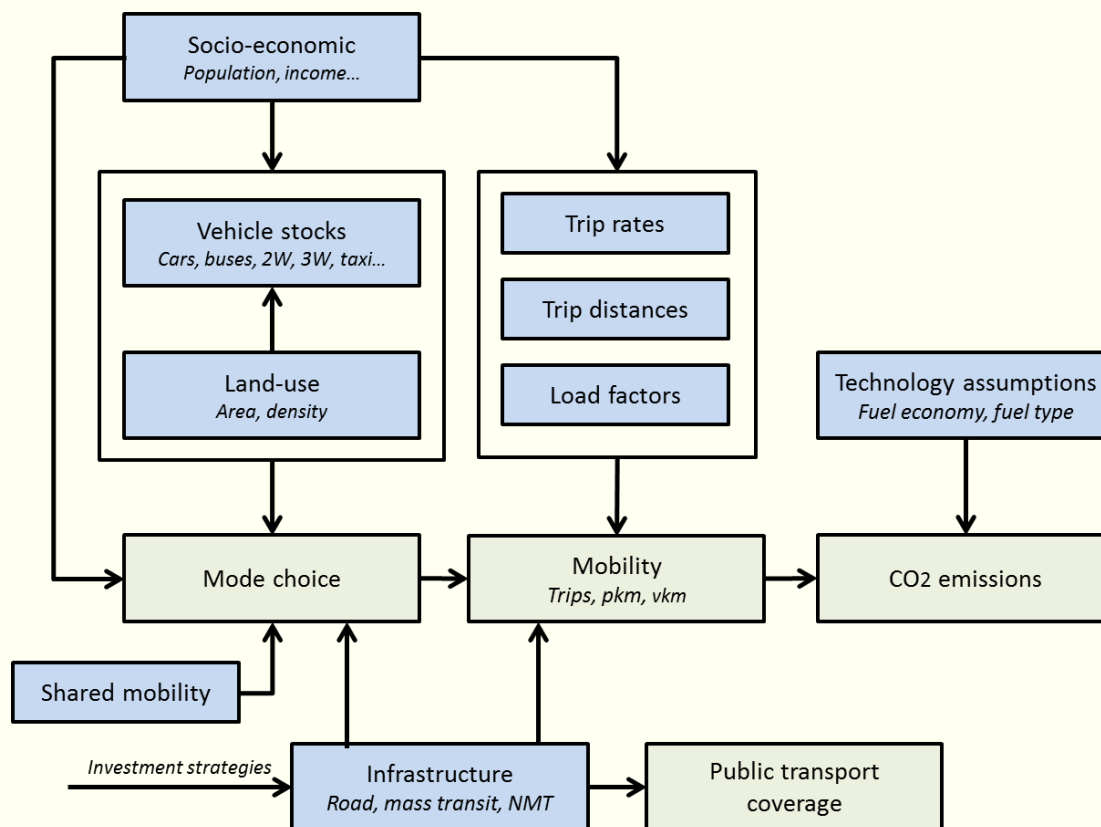 Socio-economic
Population, income...
Vehicle stocks
Cars, buses, 2W, 3W, taxi...
Land-use
Area, density
Trip rates
Trip distances
Load factors
Technology assumptions
Fuel economy, fuel type
Mode choice
Mobility
Trips, pkm, vkm
CO2 emissions
Shared mobility
Investment strategies
Infrastructure
Road, mass transit, NMT
Public transport
coverage